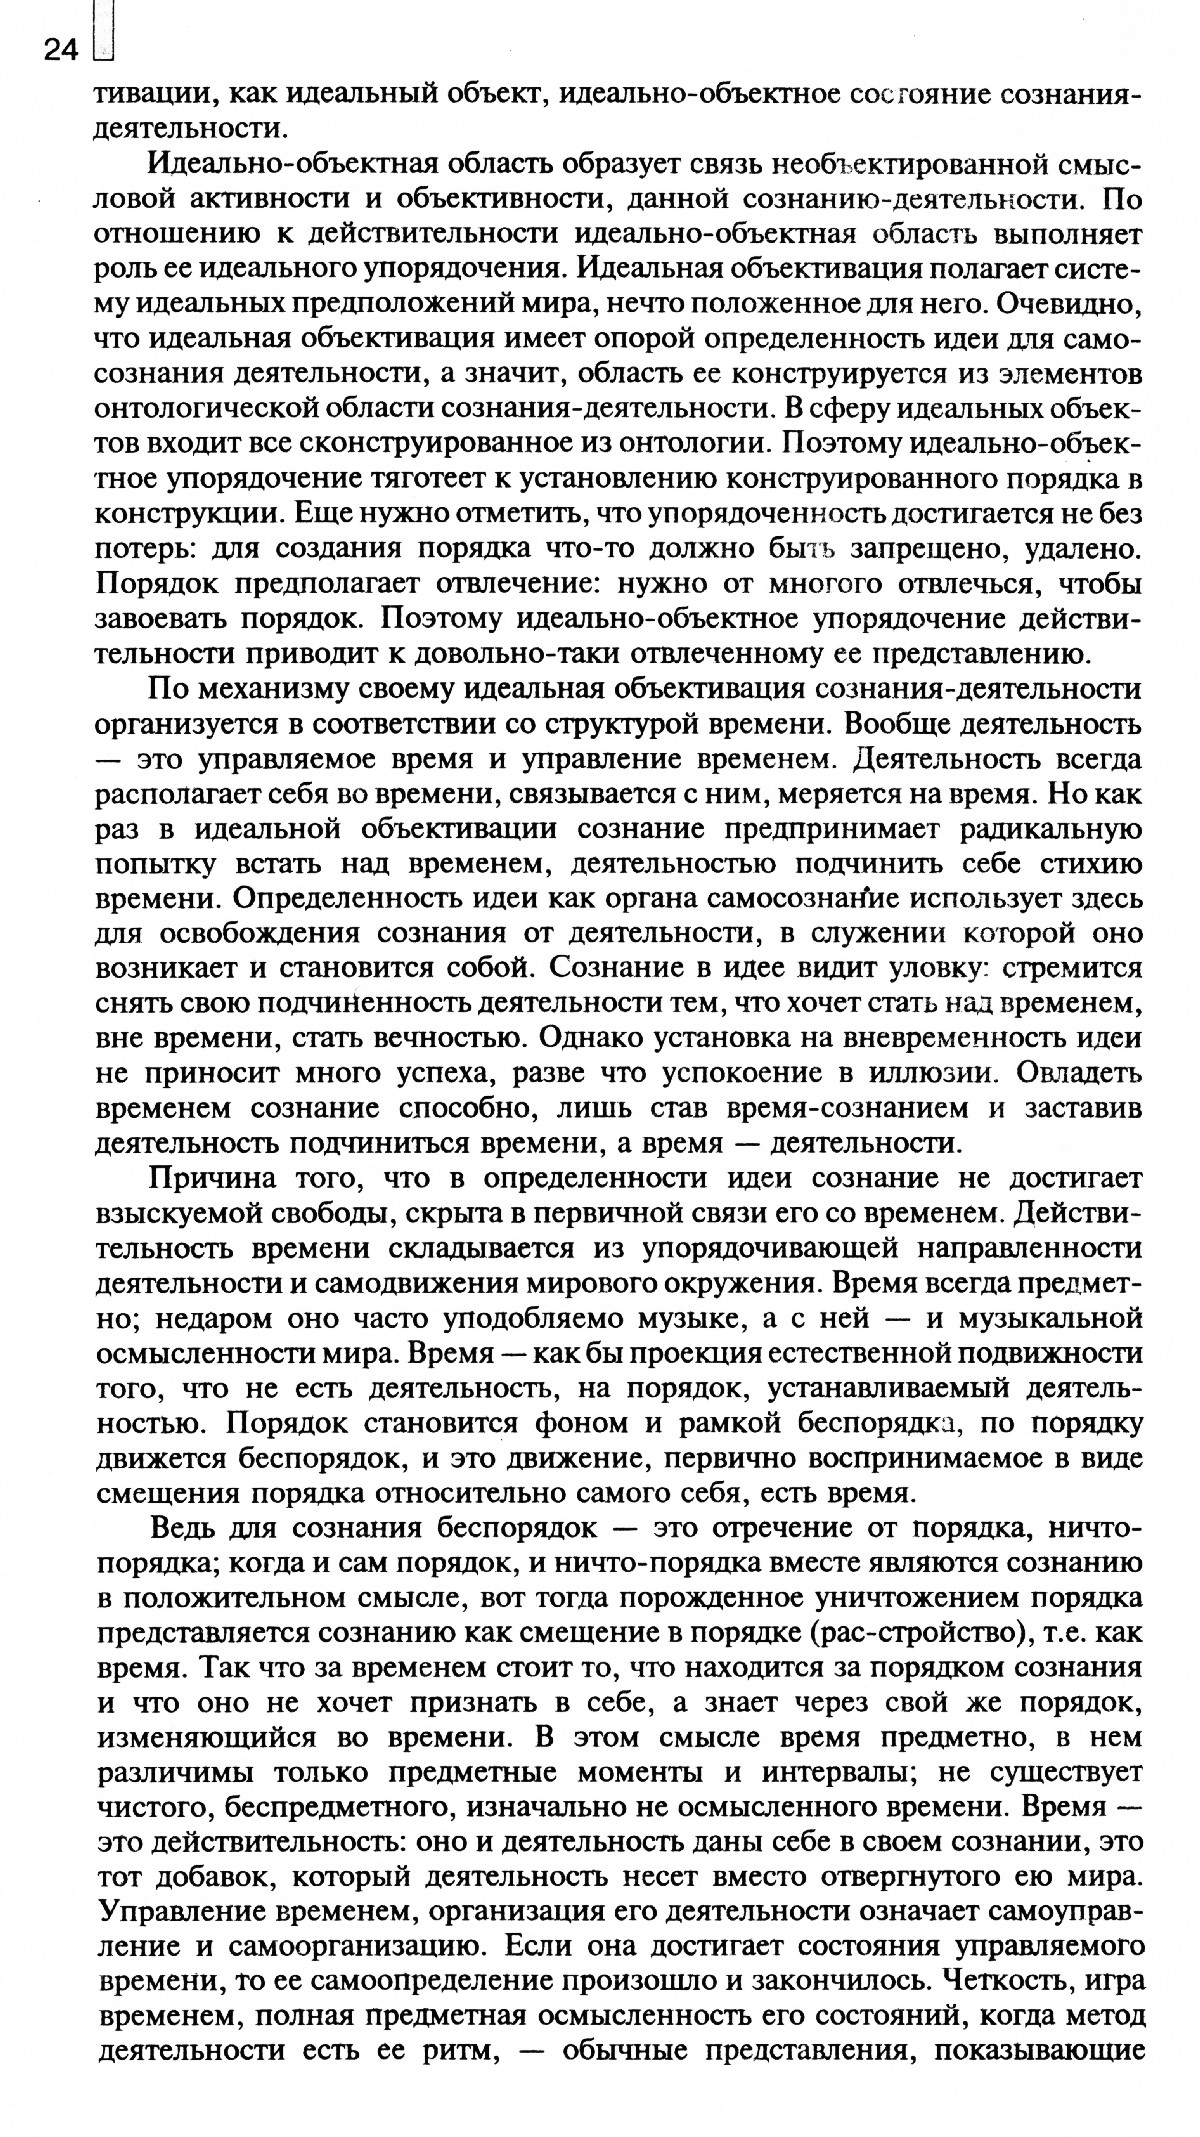 24
тивации, как идеальный объект, идеально-объектное состояние сознания-
деятельности.
Идеально-объектная область образует связь необъектированной смыс-
ловой активности и объективности, данной сознанию-деятельности. По
отношению к действительности идеально-объектная область выполняет
роль ее идеального упорядочения. Идеальная объективация полагает систе-
му идеальных предположений мира, нечто положенное для него. Очевидно,
что идеальная объективация имеет опорой определенность идеи для само-
сознания деятельности, а значит, область ее конструируется из элементов
онтологической области сознания-деятельности. В сферу идеальных объек-
тов входит все сконструированное из онтологии. Поэтому идеально-объек-
тное упорядочение тяготеет к установлению конструированного порядка в
конструкции. Еще нужно отметить, что упорядоченность достигается не без
потерь: для создания порядка что-то должно быть запрещено, удалено.
Порядок предполагает отвлечение: нужно от многого отвлечься, чтобы
завоевать порядок. Поэтому идеально-объектное упорядочение действи-
тельности приводит к довольно-таки отвлеченному ее представлению.
По механизму своему идеальная объективация сознания-деятельности
организуется в соответствии со структурой времени. Вообще деятельность
— это управляемое время и управление временем. Деятельность всегда
располагает себя во времени, связывается с ним, меряется на время. Но как
раз в идеальной объективации сознание предпринимает радикальную
попытку встать над временем, деятельностью подчинить себе стихию
времени. Определенность идеи как органа самосознание использует здесь
для освобождения сознания от деятельности, в служении которой оно
возникает и становится собой. Сознание в идее видит уловку: стремится
снять свою подчиненность деятельности тем, что хочет стать над временем,
вне времени, стать вечностью. Однако установка на вневременность идеи
не приносит много успеха, разве что успокоение в иллюзии. Овладеть
временем сознание способно, лишь став время-сознанием и заставив
деятельность подчиниться времени, а время — деятельности.
Причина того, что в определенности идеи сознание не достигает
взыскуемой свободы, скрыта в первичной связи его со временем. Действи-
тельность времени складывается из упорядочивающей направленности
деятельности и самодвижения мирового окружения. Время всегда предмет-
но; недаром оно часто уподобляемо музыке, а с ней — и музыкальной
осмысленности мира. Время — как бы проекция естественной подвижности
того, что не есть деятельность, на порядок, устанавливаемый деятель-
ностью. Порядок становится фоном и рамкой беспорядка, по порядку
движется беспорядок, и это движение, первично воспринимаемое в виде
смещения порядка относительно самого себя, есть время.
Ведь для сознания беспорядок — это отречение от порядка, ничто-
порядка; когда и сам порядок, и ничто-порядка вместе являются сознанию
в положительном смысле, вот тогда порожденное уничтожением порядка
представляется сознанию как смещение в порядке (рас-стройство), т.е. как
время. Так что за временем стоит то, что находится за порядком сознания
и что оно не хочет признать в себе, а знает через свой же порядок,
изменяющийся во времени. В этом смысле время предметно, в нем
различимы только предметные моменты и интервалы; не существует
чистого, беспредметного, изначально не осмысленного времени. Время —
это действительность: оно и деятельность даны себе в своем сознании, это
тот добавок, который деятельность несет вместо отвергнутого ею мира.
Управление временем, организация его деятельности означает самоуправ-
ление и самоорганизацию. Если она достигает состояния управляемого
времени, то ее самоопределение произошло и закончилось. Четкость, игра
временем, полная предметная осмысленность его состояний, когда метод
деятельности есть ее ритм, — обычные представления, показывающие